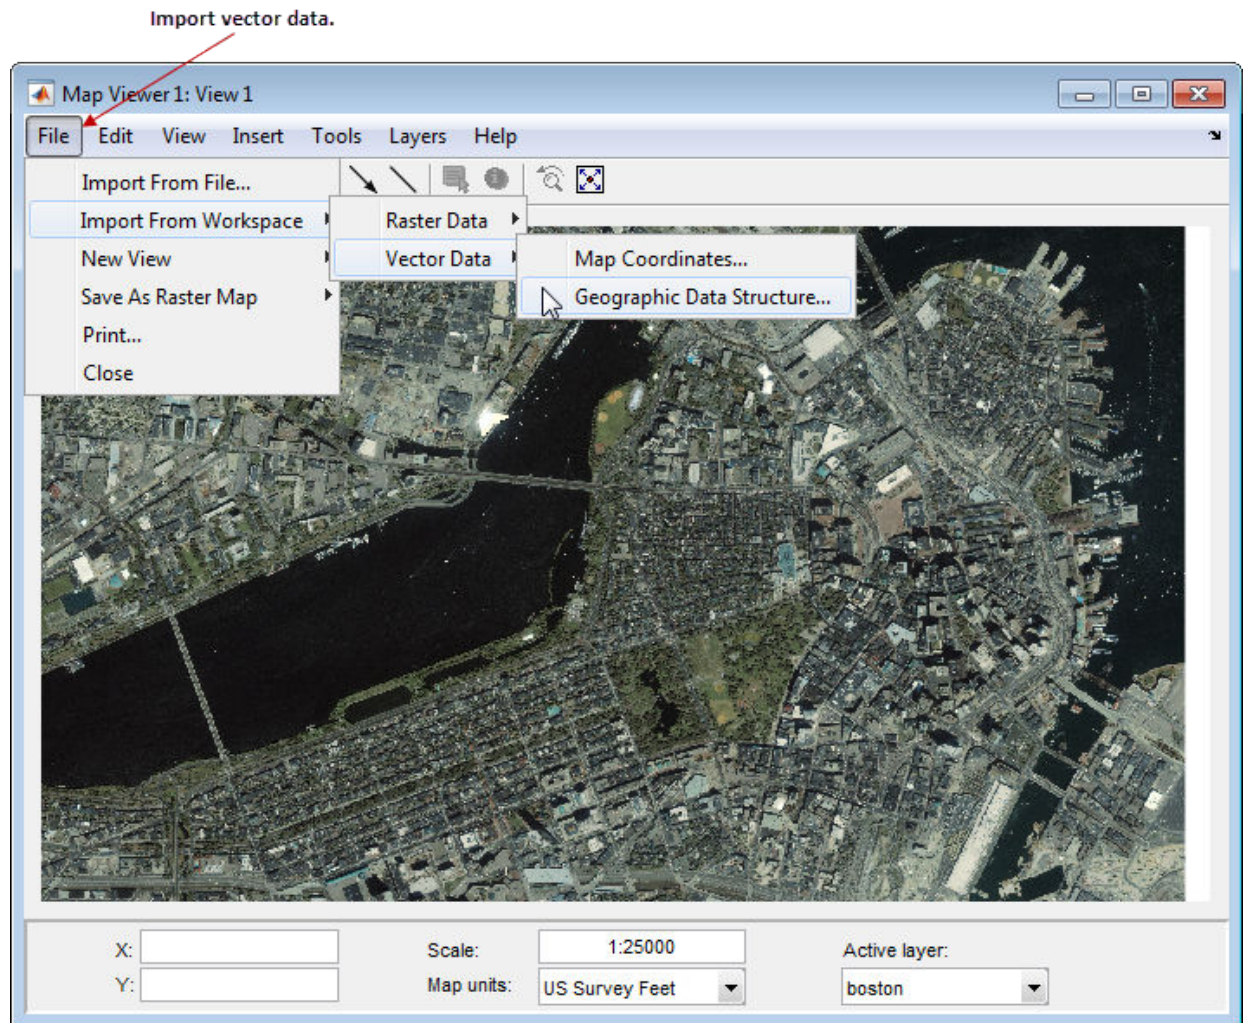 Import vector data.
Map Viewer 1: View 1
File Edit View Insert Tools Layers Help
Import From File...
Import From Workspace
Raster Data
New View
Vector Data
Map Coordinates...
Save As Raster Map
Geographic Data Structure...
Print...
Close
X:
Scale: 1:25000
Active layer:
Y:
Map units: US Survey Feet
boston